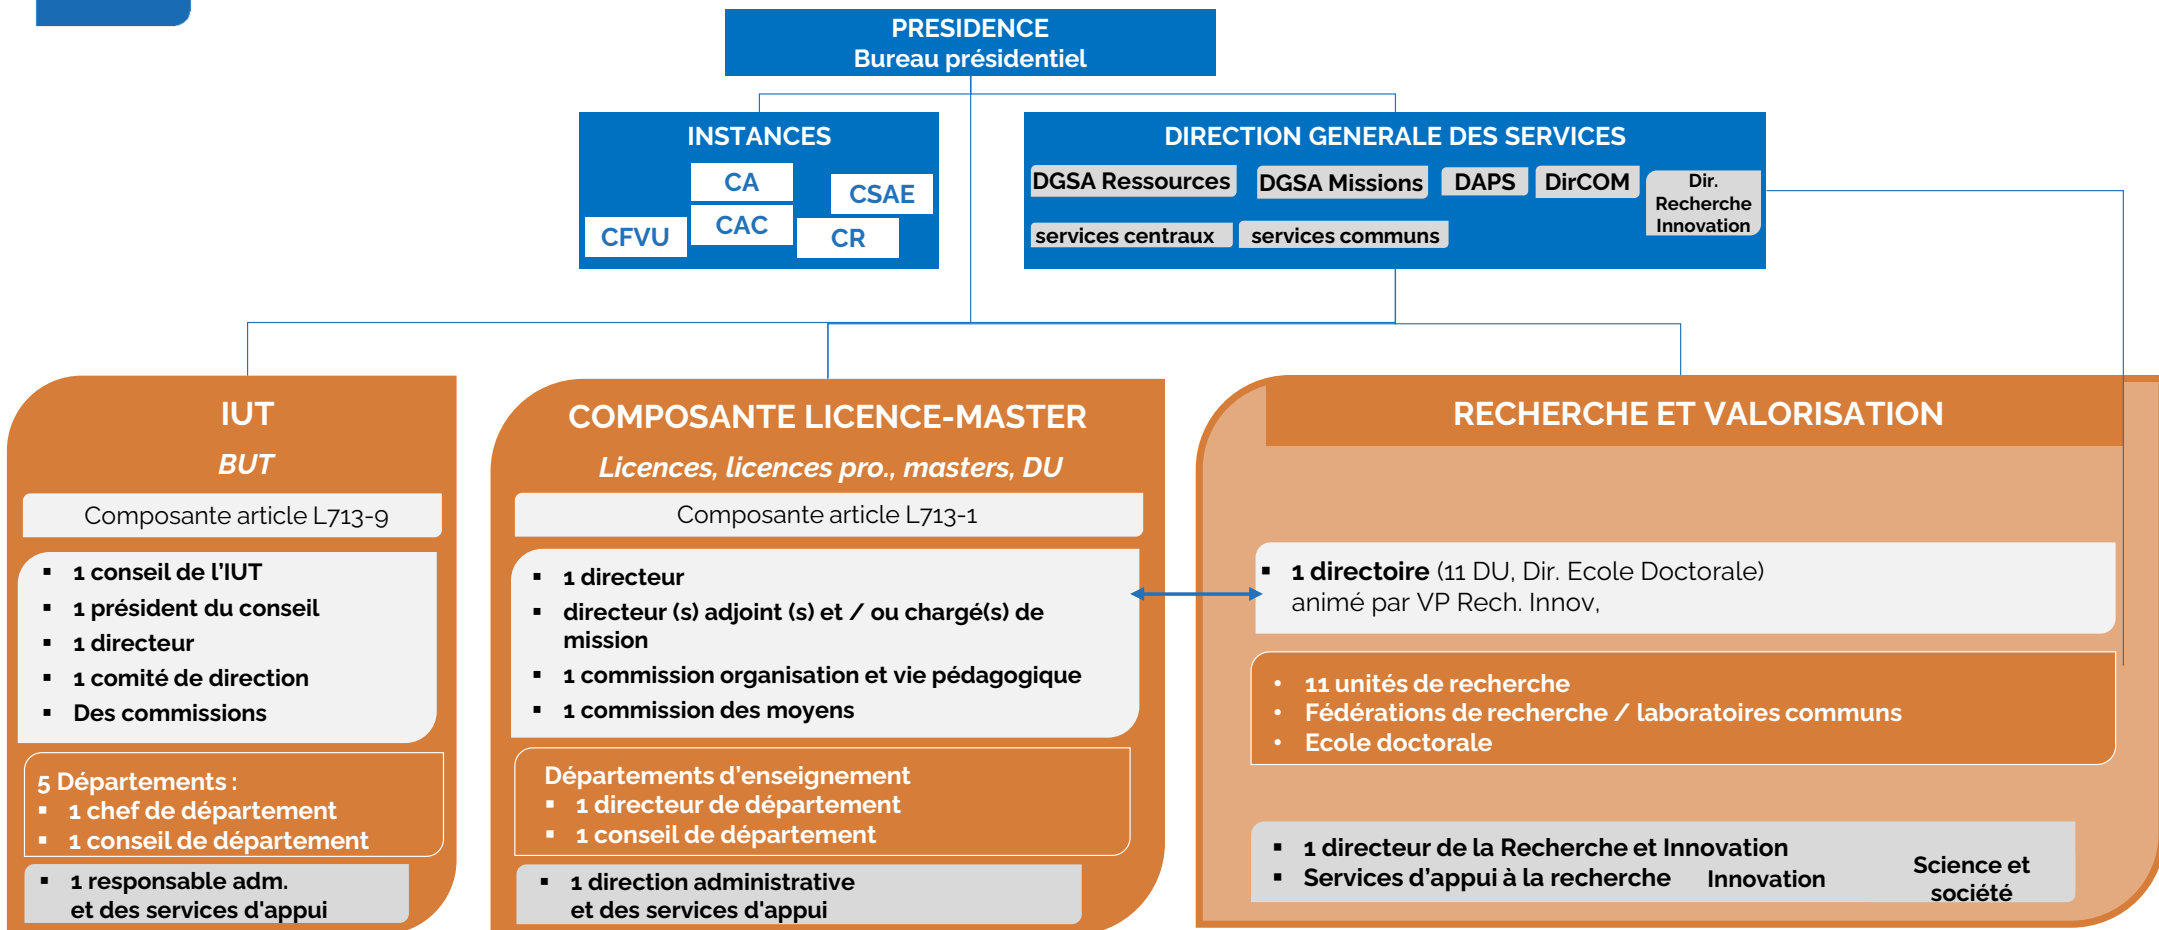 PRESIDENCE
Bureau présidentiel
INSTANCES
CA
CSAE
CFVU
CAC
CR
DIRECTION GENERALE DES SERVICES
DGSA Ressources
DGSA Missions
DAPS
DirCOM
Dir.
Recherche
Innovation
services centraux
services communs
IUT
BUT
Composante article L713-9
▪ 1 conseil de l'IUT
▪ 1 président du conseil
▪ 1 directeur
▪ 1 comité de direction
▪ Des commissions
5 Départements :
▪ 1 chef de département
▪ 1 conseil de département
▪ 1 responsable adm.
et des services d'appui
COMPOSANTE LICENCE-MASTER
Licences, licences pro., masters, DU
Composante article L713-1
▪ 1 directeur
▪ directeur (s) adjoint (s) et / ou chargé(s) de
mission
▪ 1 commission organisation et vie pédagogique
▪ 1 commission des moyens
Départements d'enseignement
▪ 1 directeur de département
▪ 1 conseil de département
▪ 1 direction administrative
et des services d'appui
RECHERCHE ET VALORISATION
▪ 1 directoire (11 DU, Dir. Ecole Doctorale)
animé par VP Rech. Innov,
• 11 unités de recherche
• Fédérations de recherche / laboratoires communs
• Ecole doctorale
▪ 1 directeur de la Recherche et Innovation
▪ Services d'appui à la recherche
Innovation
Science et
société